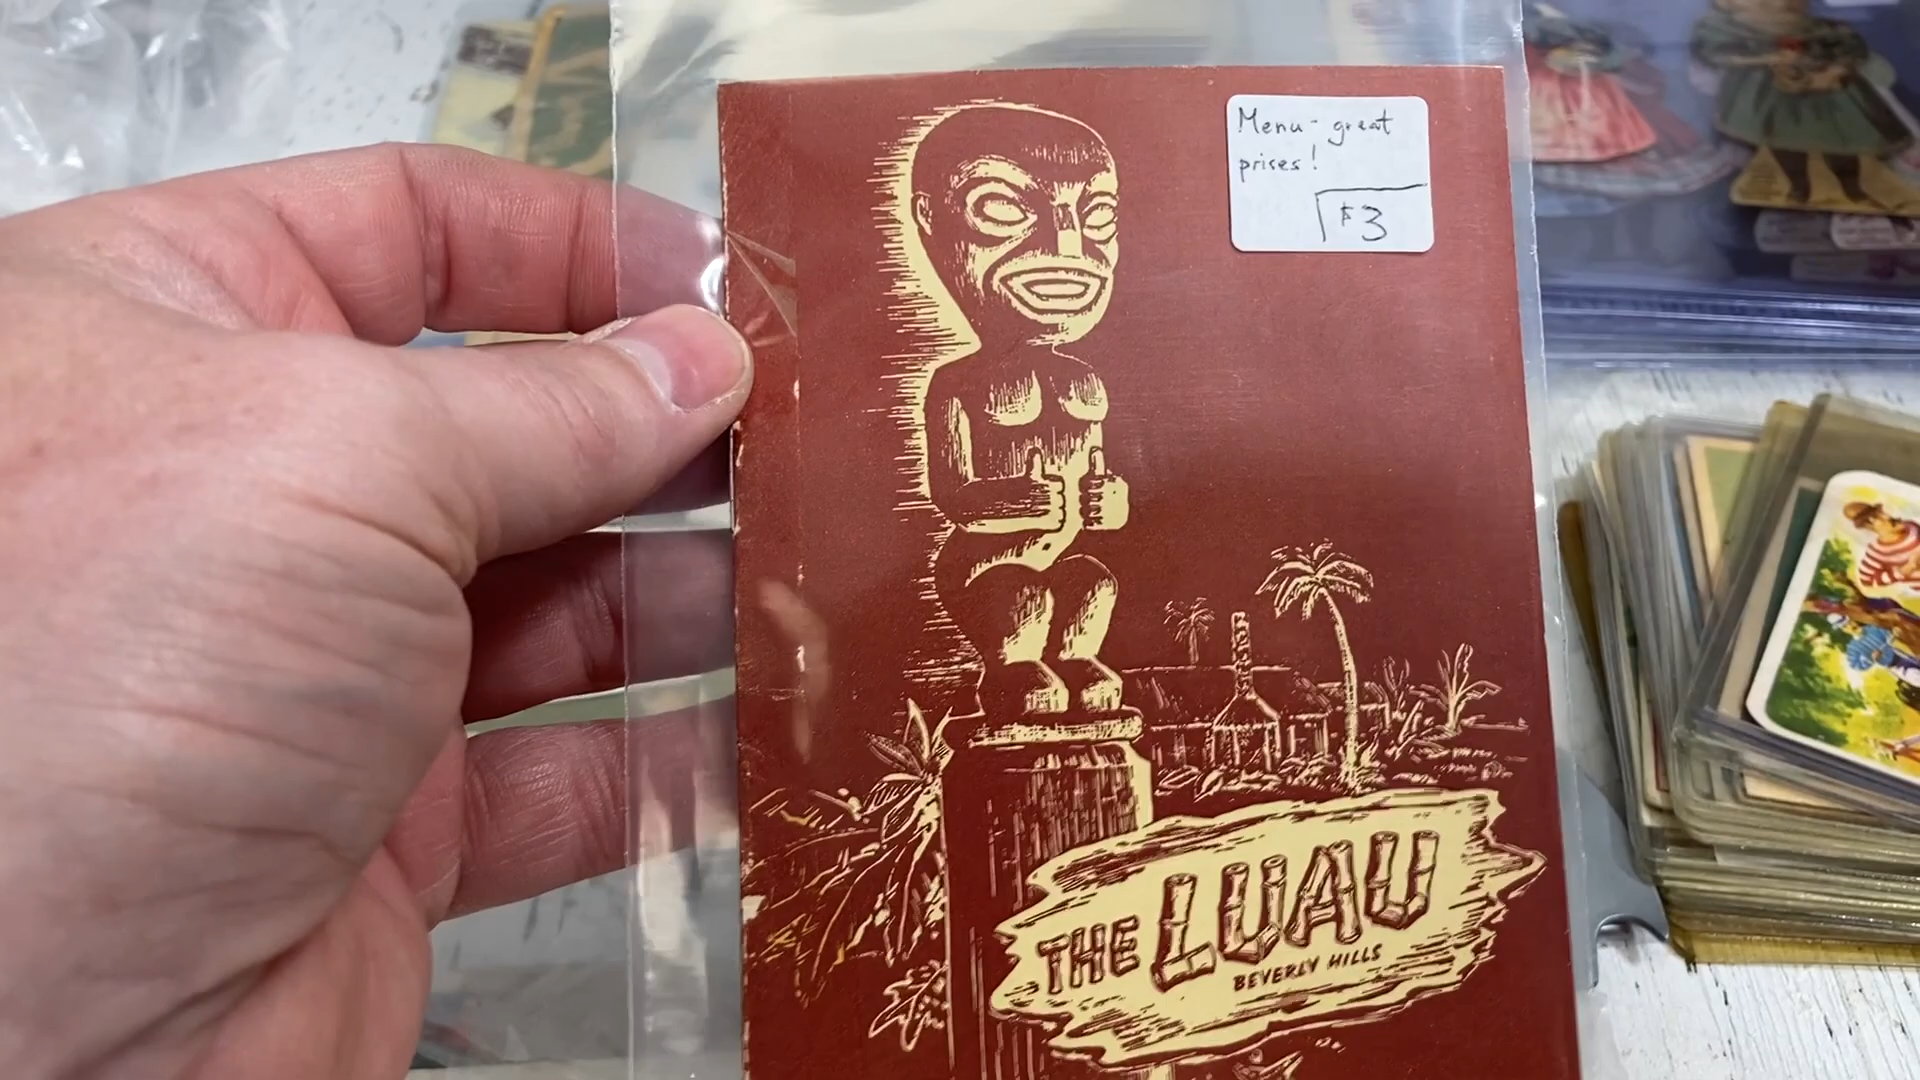 Menu - great
prises!
$3
THE LUAU
BEVERLY HILLS